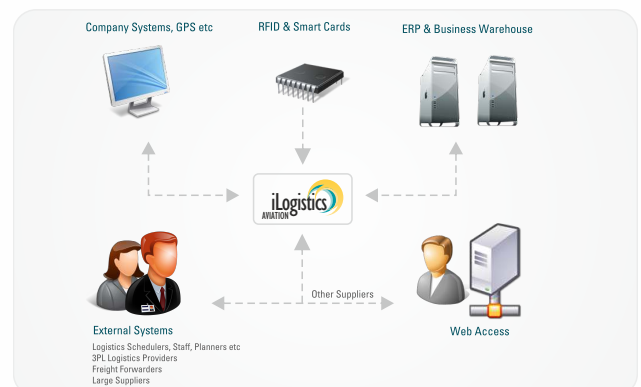 Company Systems, GPS etc
RFID & Smart Cards
ERP & Business Warehouse
iLogistics
AVIATION
Other Suppliers
External Systems
Web Access
Logistics Schedulers, Staff, Planners etc
3PL Logistics Providers
Freight Forwarders
Large Suppliers